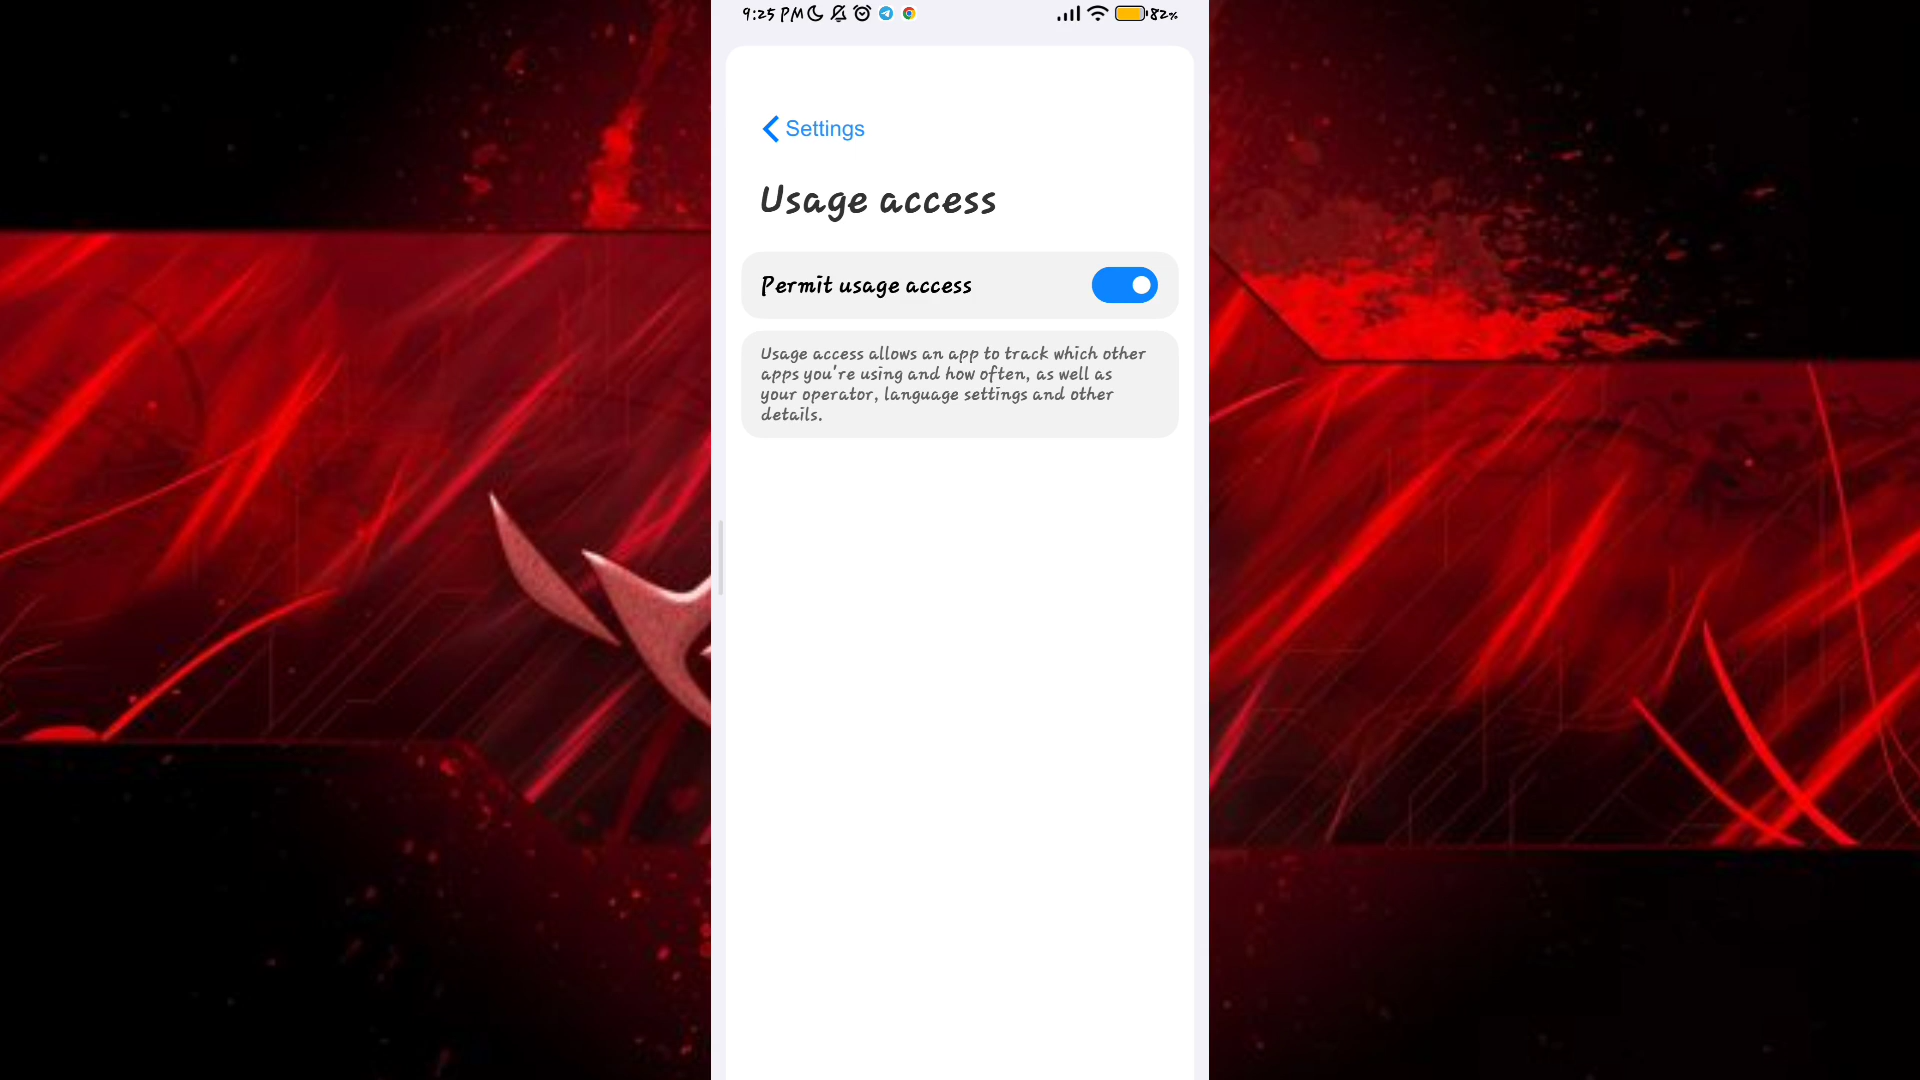 9:25 PM 82%
Settings
Usage access
Permit usage access
Usage access allows an app to track which other
apps you're using and how often, as well as
your operator, language settings and other
details.